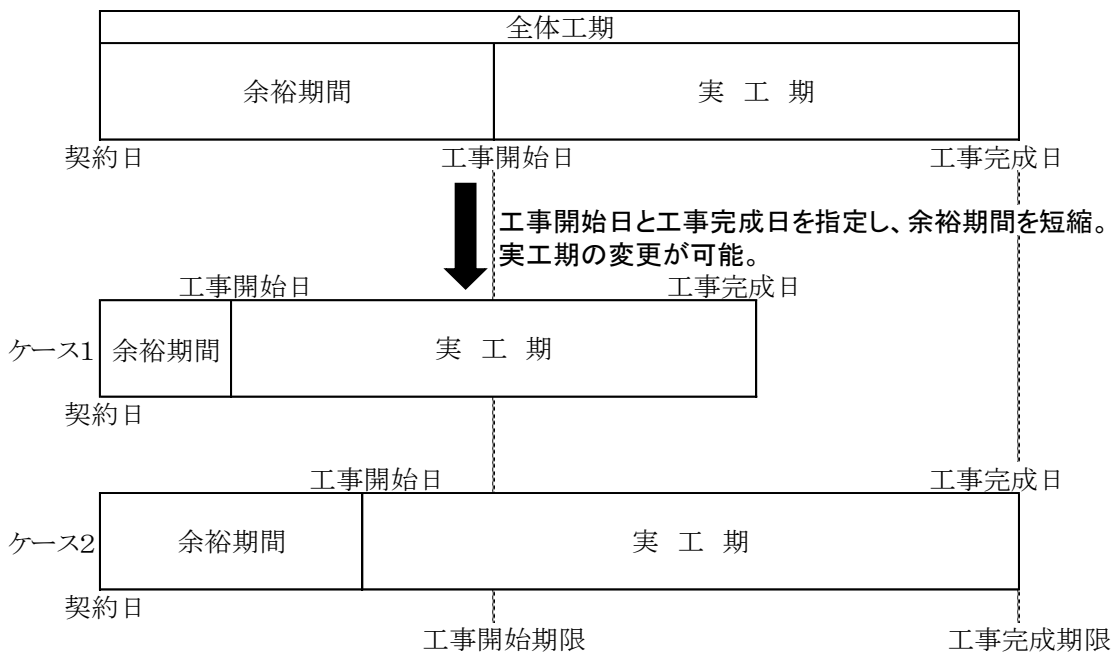 全体工期
余裕期間 実工期
契約日 工事開始日 工事完成日
工事開始日と工事完成日を指定し、余裕期間を短縮。
実工期の変更が可能。
工事開始日 工事完成日
ケース1 余裕期間 実工期
契約日
工事開始日 工事完成日
ケース2 余裕期間 実工期
契約日
工事開始期限 工事完成期限